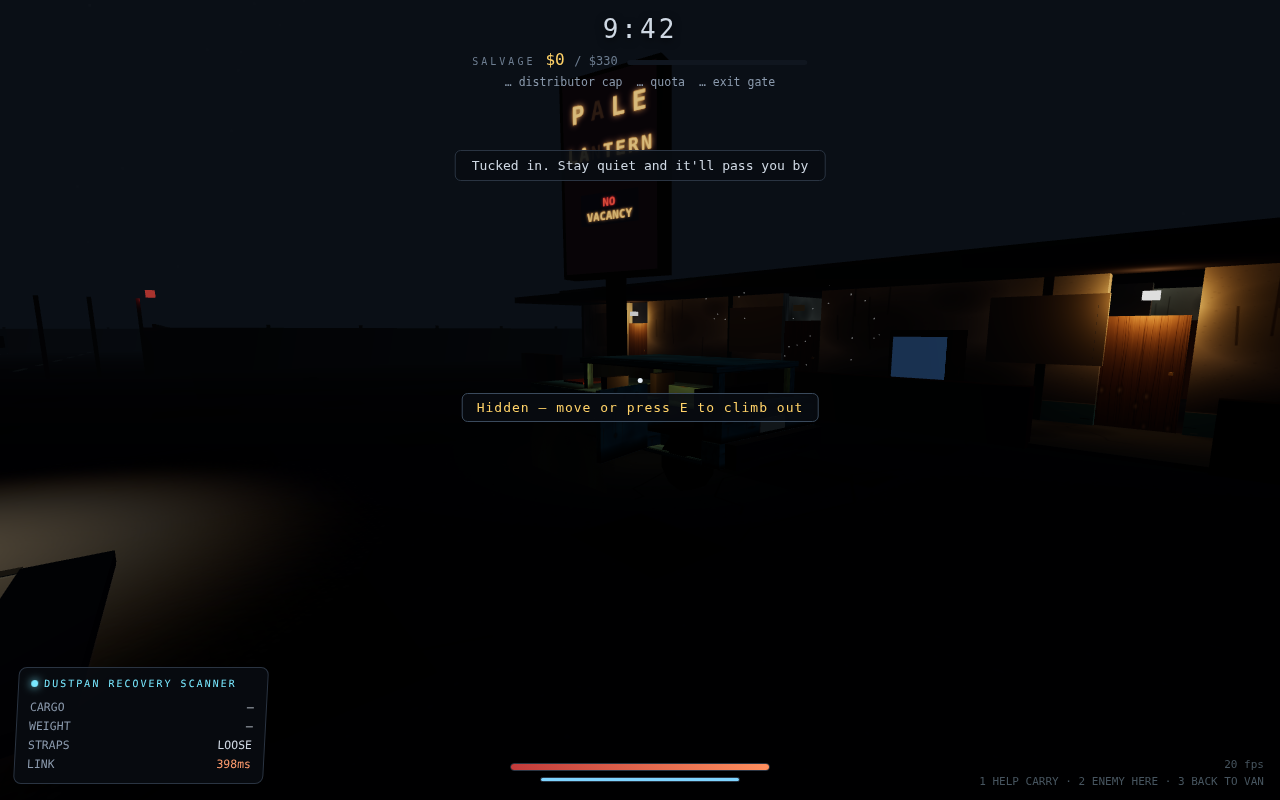 9:42
SALVAGE $0 / $330
… distributor cap … quota … exit gate
PALE
LANTERN
Tucked in. Stay quiet and it'll pass you by
NO
VACANCY
Hidden — move or press E to climb out
DUSTPAN RECOVERY SCANNER
CARGO —
WEIGHT —
STRAPS LOOSE
LINK 398ms
20 fps
1 HELP CARRY · 2 ENEMY HERE · 3 BACK TO VAN